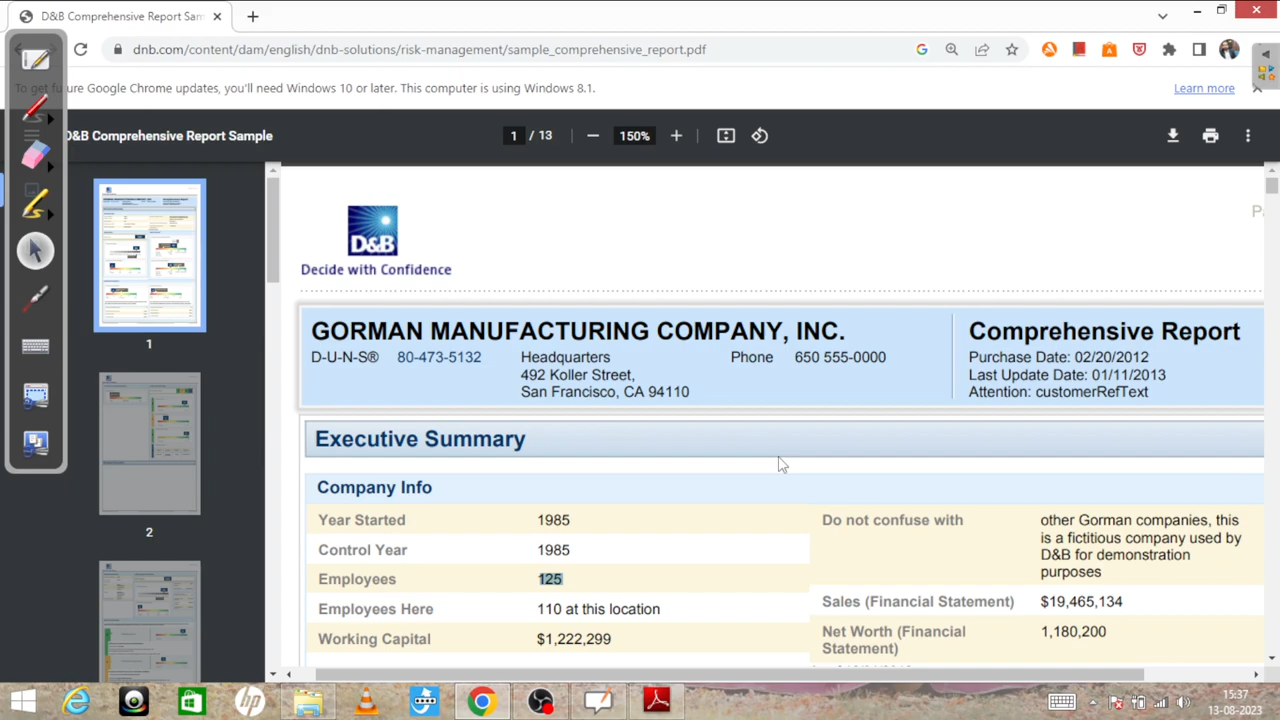 D&B Comprehensive Report Sam
dnb.com/content/dam/english/dnb-solutions/risk-management/sample_comprehensive_report.pdf
To get future Google Chrome updates, you'll need Windows 10 or later. This computer is using Windows 8.1.
Learn more
D&B Comprehensive Report Sample
1 / 13
150%
D&B
Decide with Confidence
GORMAN MANUFACTURING COMPANY, INC.
D-U-N-S® 80-473-5132
Headquarters
492 Koller Street,
San Francisco, CA 94110
Phone 650 555-0000
Comprehensive Report
Purchase Date: 02/20/2012
Last Update Date: 01/11/2013
Attention: customerRefText
Executive Summary
Company Info
Year Started 1985
Control Year 1985
Employees 125
Employees Here 110 at this location
Working Capital $1,222,299
Do not confuse with other Gorman companies, this
is a fictitious company used by
D&B for demonstration
purposes
Sales (Financial Statement) $19,465,134
Net Worth (Financial 1,180,200
Statement)
1
2
15:37
13-08-2023